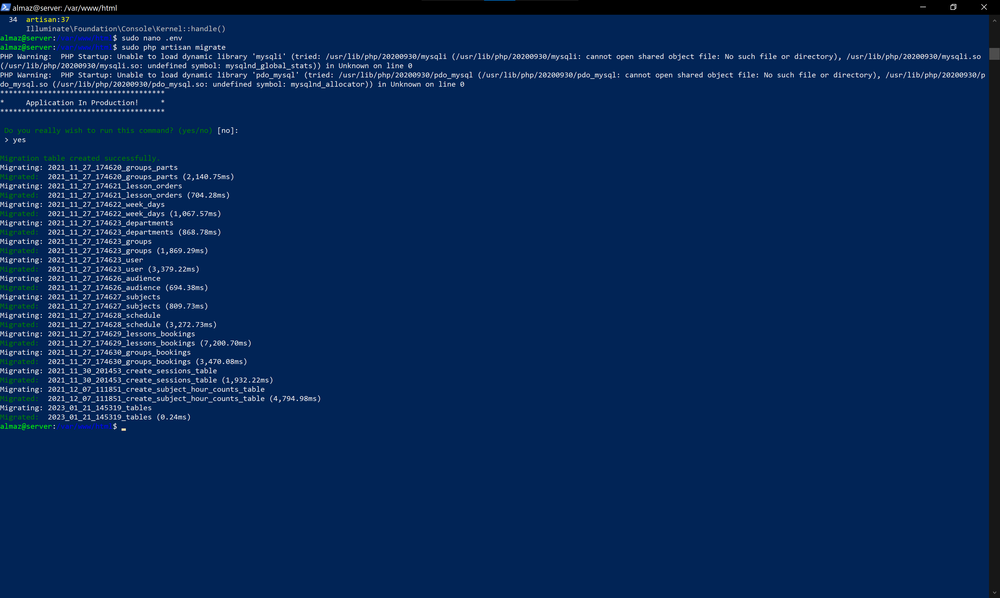 almaz@server: /var/www/html
34 artisan:37
Illuminate\Foundation\Console\Kernel::handle()
almaz@server:/var/www/html$ sudo nano .env
almaz@server:/var/www/html$ sudo php artisan migrate
PHP Warning:  PHP Startup: Unable to load dynamic library 'mysqli' (tried: /usr/lib/php/20200930/mysqli (/usr/lib/php/20200930/mysqli: cannot open shared object file: No such file or directory), /usr/lib/php/20200930/mysqli.so
(/usr/lib/php/20200930/mysqli.so: undefined symbol: mysqlnd_global_stats)) in Unknown on line 0
PHP Warning:  PHP Startup: Unable to load dynamic library 'pdo_mysql' (tried: /usr/lib/php/20200930/pdo_mysql (/usr/lib/php/20200930/pdo_mysql: cannot open shared object file: No such file or directory), /usr/lib/php/20200930/p
do_mysql.so (/usr/lib/php/20200930/pdo_mysql.so: undefined symbol: mysqlnd_allocator)) in Unknown on line 0
**************************************
*     Application In Production!     *
**************************************
Do you really wish to run this command? (yes/no) [no]:
> yes
Migration table created successfully.
Migrating: 2021_11_27_174620_groups_parts
Migrated:  2021_11_27_174620_groups_parts (2,140.75ms)
Migrating: 2021_11_27_174621_lesson_orders
Migrated:  2021_11_27_174621_lesson_orders (704.28ms)
Migrating: 2021_11_27_174622_week_days
Migrated:  2021_11_27_174622_week_days (1,067.57ms)
Migrating: 2021_11_27_174623_departments
Migrated:  2021_11_27_174623_departments (868.78ms)
Migrating: 2021_11_27_174623_groups
Migrated:  2021_11_27_174623_groups (1,869.29ms)
Migrating: 2021_11_27_174623_user
Migrated:  2021_11_27_174623_user (3,379.22ms)
Migrating: 2021_11_27_174626_audience
Migrated:  2021_11_27_174626_audience (694.38ms)
Migrating: 2021_11_27_174627_subjects
Migrated:  2021_11_27_174627_subjects (809.73ms)
Migrating: 2021_11_27_174628_schedule
Migrated:  2021_11_27_174628_schedule (3,272.73ms)
Migrating: 2021_11_27_174629_lessons_bookings
Migrated:  2021_11_27_174629_lessons_bookings (7,200.70ms)
Migrating: 2021_11_27_174630_groups_bookings
Migrated:  2021_11_27_174630_groups_bookings (3,470.08ms)
Migrating: 2021_11_30_201453_create_sessions_table
Migrated:  2021_11_30_201453_create_sessions_table (1,932.22ms)
Migrating: 2021_12_07_111851_create_subject_hour_counts_table
Migrated:  2021_12_07_111851_create_subject_hour_counts_table (4,794.98ms)
Migrating: 2023_01_21_145319_tables
Migrated:  2023_01_21_145319_tables (0.24ms)
almaz@server:/var/www/html$